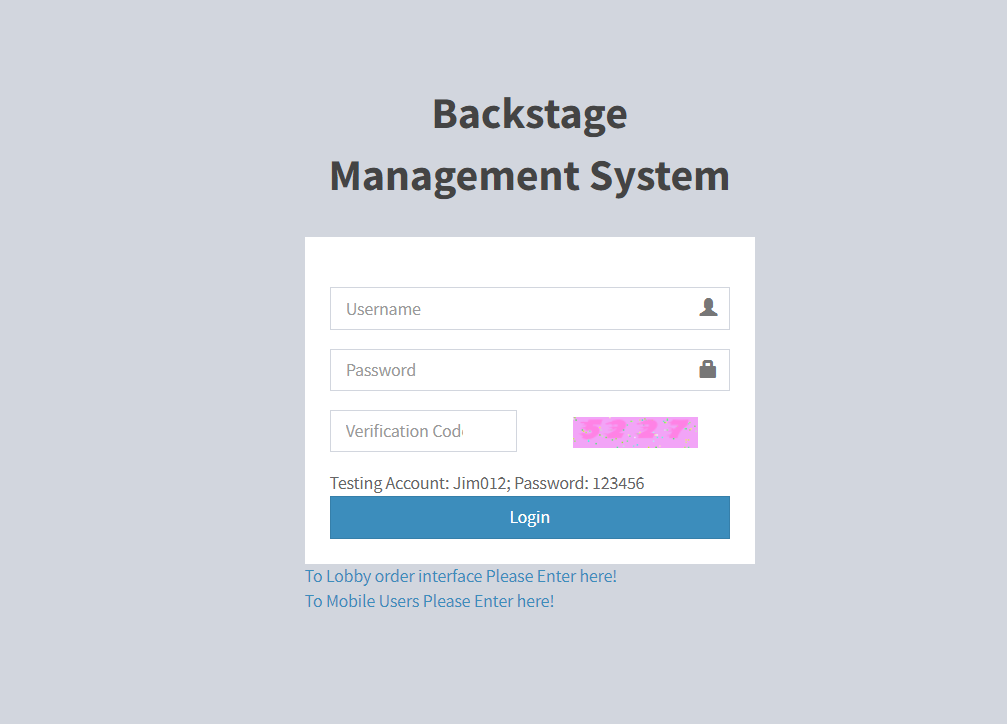 Backstage
Management System
Username
Password
Verification Cod
Testing Account: Jim012; Password: 123456
Login
To Lobby order interface Please Enter here!
To Mobile Users Please Enter here!